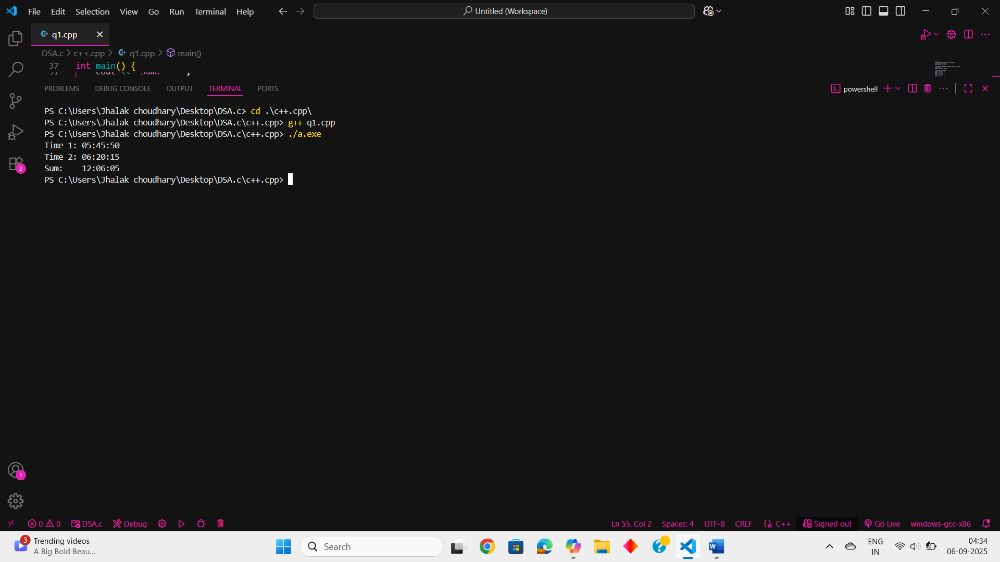 File Edit Selection View Go Run Terminal Help
Untitled (Workspace)
q1.cpp
DSA.c > c++.cpp > q1.cpp > main()
37 int main() {
PROBLEMS DEBUG CONSOLE OUTPUT TERMINAL PORTS
powershell
PS C:\Users\Jhalak choudhary\Desktop\DSA.c> cd .\c++.cpp\
PS C:\Users\Jhalak choudhary\Desktop\DSA.c\c++.cpp> g++ q1.cpp
PS C:\Users\Jhalak choudhary\Desktop\DSA.c\c++.cpp> ./a.exe
Time 1: 05:45:50
Time 2: 06:20:15
Sum:    12:06:05
PS C:\Users\Jhalak choudhary\Desktop\DSA.c\c++.cpp>
2
1
0 0 DSA.c Debug
Ln 55, Col 2 Spaces: 4 UTF-8 CRLF C++ Signed out Go Live windows-gcc-x86
3
Trending videos
A Big Bold Beau...
Search
ENG
IN
04:34
06-09-2025